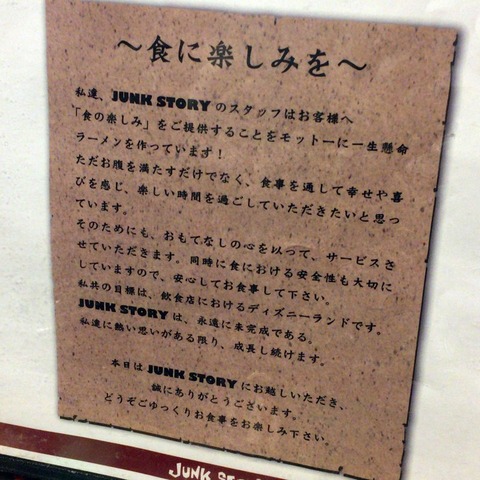 ～食に楽しみを～
私達、JUNK STORYのスタッフはお客様へ
「食の楽しみ」をご提供することをモットーに一生懸命
ラーメンを作っています！
ただお腹を満たすだけでなく、食事を通して幸せや喜
びを感じ、楽しい時間を過ごしていただきたいと思っ
ています。
そのためにも、おもてなしの心を以って、サービスさ
せていただきます。同時に食における安全性も大切に
していますので、安心してお食事して下さい。
私共の目標は、飲食店におけるディズニーランドです。
JUNK STORYは、永遠に未完成である。
私達に熱い思いがある限り、成長し続けます。
本日はJUNK STORYにお越しいただき、
誠にありがとうございます。
どうぞごゆっくりお食事をお楽しみ下さい
JUNK